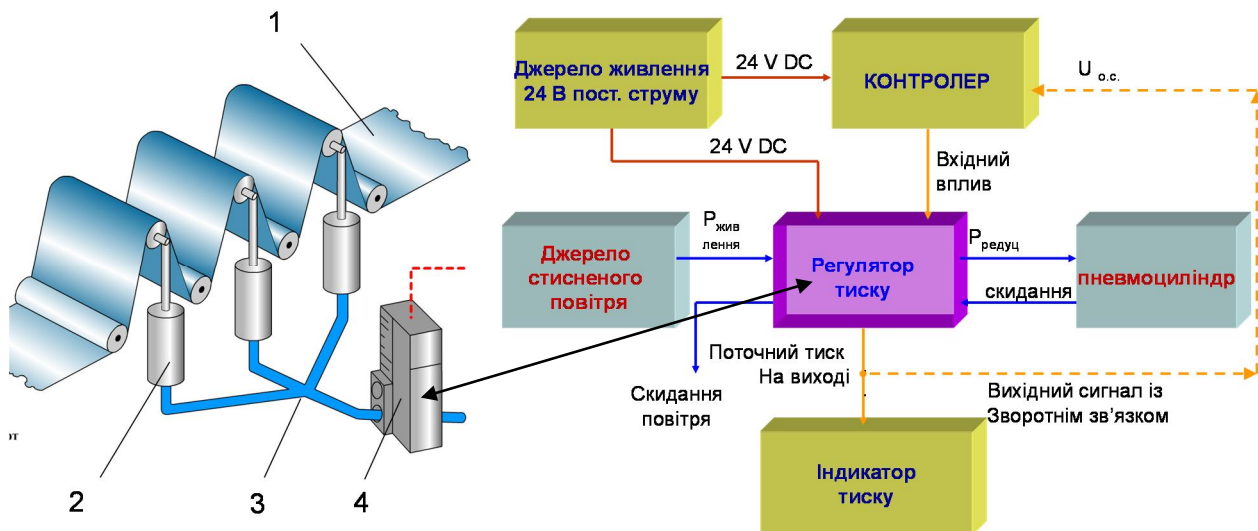 1
2
3
4
от
Джерело живлення
24 В пост. струму
24 V DC
КОНТРОЛЕР
U о.с.
24 V DC
Вхідний
вплив
Джерело
стисненого
повітря
Р жив
лення
Регулятор
тиску
Р редуц
скидання
пневмоциліндр
Поточний тиск
На виході
Скидання
повітря
Вихідний сигнал із
Зворотнім зв’язком
Індикатор
тиску